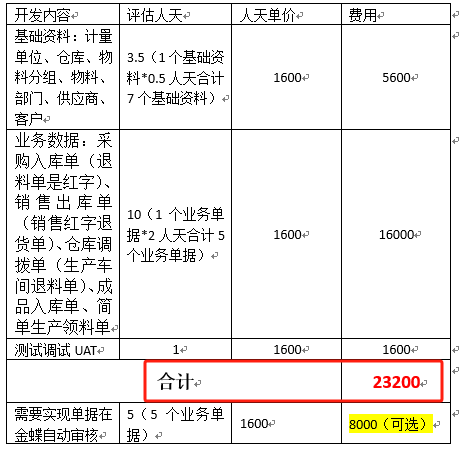 开发内容 评估人天 人天单价 费用
基础资料：计量
单位、仓库、物
料分组、物料、
部门、供应商、
客户
3.5（1个基础资
料*0.5人天合计
7个基础资料）
1600
5600
业务数据：采
购入库单（退
料单是红字）、
销售出库单
（销售红字退
货单）、仓库调
拨单（生产车
间退料单）、成
品入库单、简
单生产领料单
10（1个业务单
据*2人天合计5
个业务单据）
1600
16000
测试调试UAT 1 1600 1600
合计 23200
需要实现单据在
金蝶自动审核
5（5个业务单
据）
1600
8000（可选）